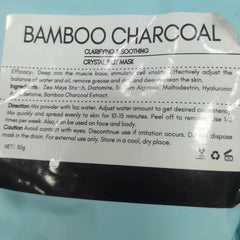 BAMBOO CHARCOAL
CLARIFYING & SOOTHING
CRYSTAL JELLY MASK
Efficacy: Deep into the muscle base, stimulate cell vitality. Effectively adjust the
balance of water and oil, remove grease and dirt, and deeply clean the skin.
Ingredients: Zea Mays Starch, Diatomite, Sodium Alginate, Maltodextrin, Hyaluronic
Bamboo Charcoal Extract.
Direction: Mix powder with 1oz water. Adjust water amount to get desired consistency.
Mix quickly and spread evenly to skin for 10-15 minutes. Peel off to remove. Use 1-2
times per week. Also, can be used on face and body.
Caution: Avoid contact with eyes. Discontinue use if irritation occurs. Do not dispose
down the drain. For external use only. Store in a cool, dry place.
NET WT: 50g